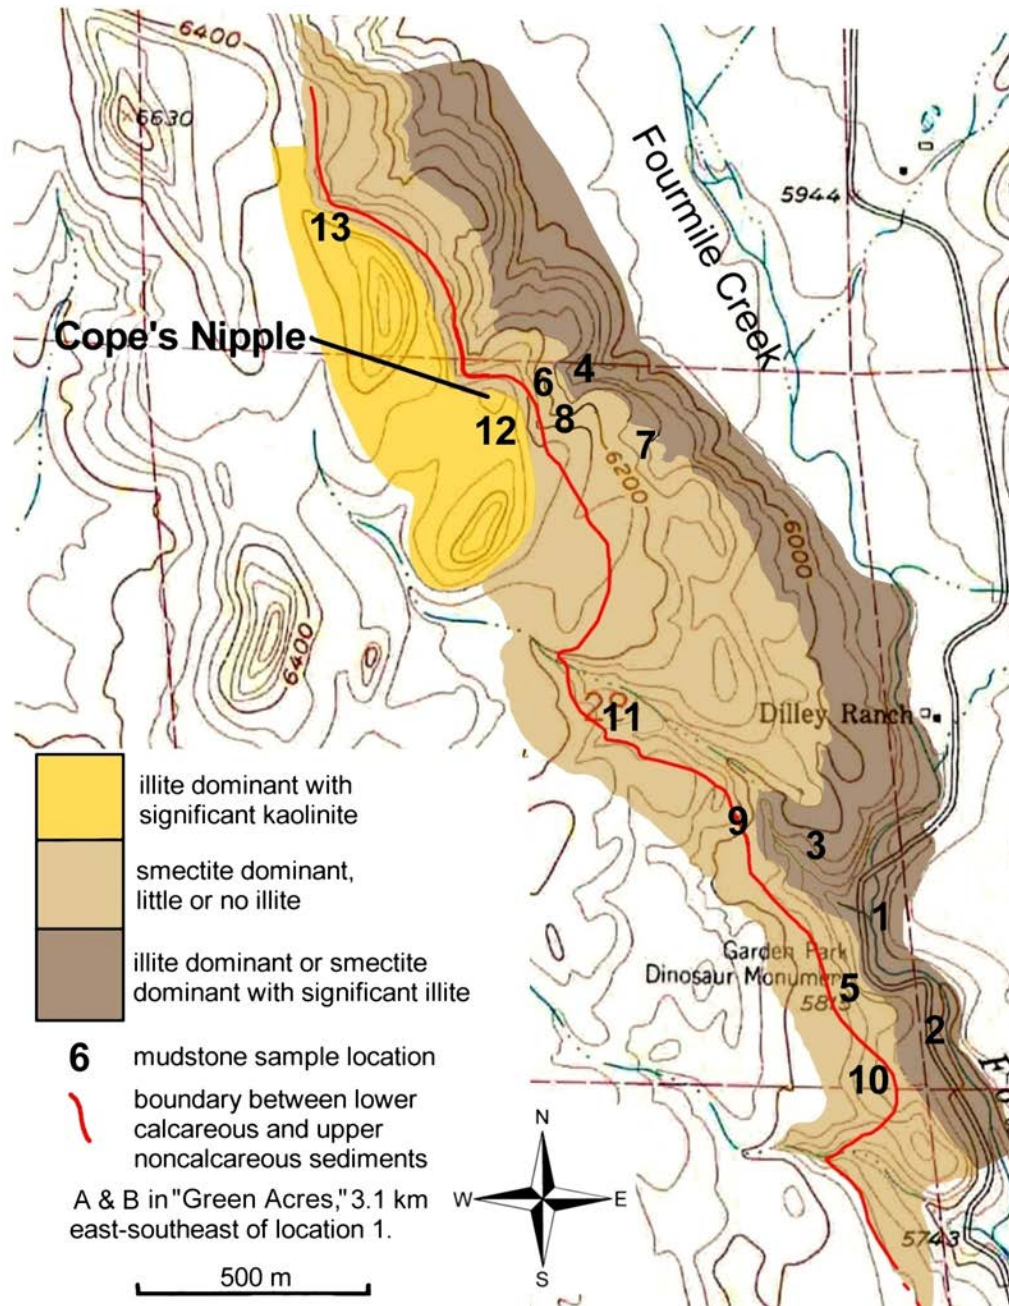 6400
6630
Fourmile Creek
5944
13
Cope's Nipple
4
6
8
12
7
6200
6000
6400
11
Dilley Ranch
9
3
1
Garden Park
Dinosaur Monument
5
5815
2
10
5743
illite dominant with
significant kaolinite
smectite dominant,
little or no illite
illite dominant or smectite
dominant with significant illite
6 mudstone sample location
boundary between lower
calcareous and upper
noncalcareous sediments
A & B in "Green Acres," 3.1 km
east-southeast of location 1.
500 m
N
W E
S